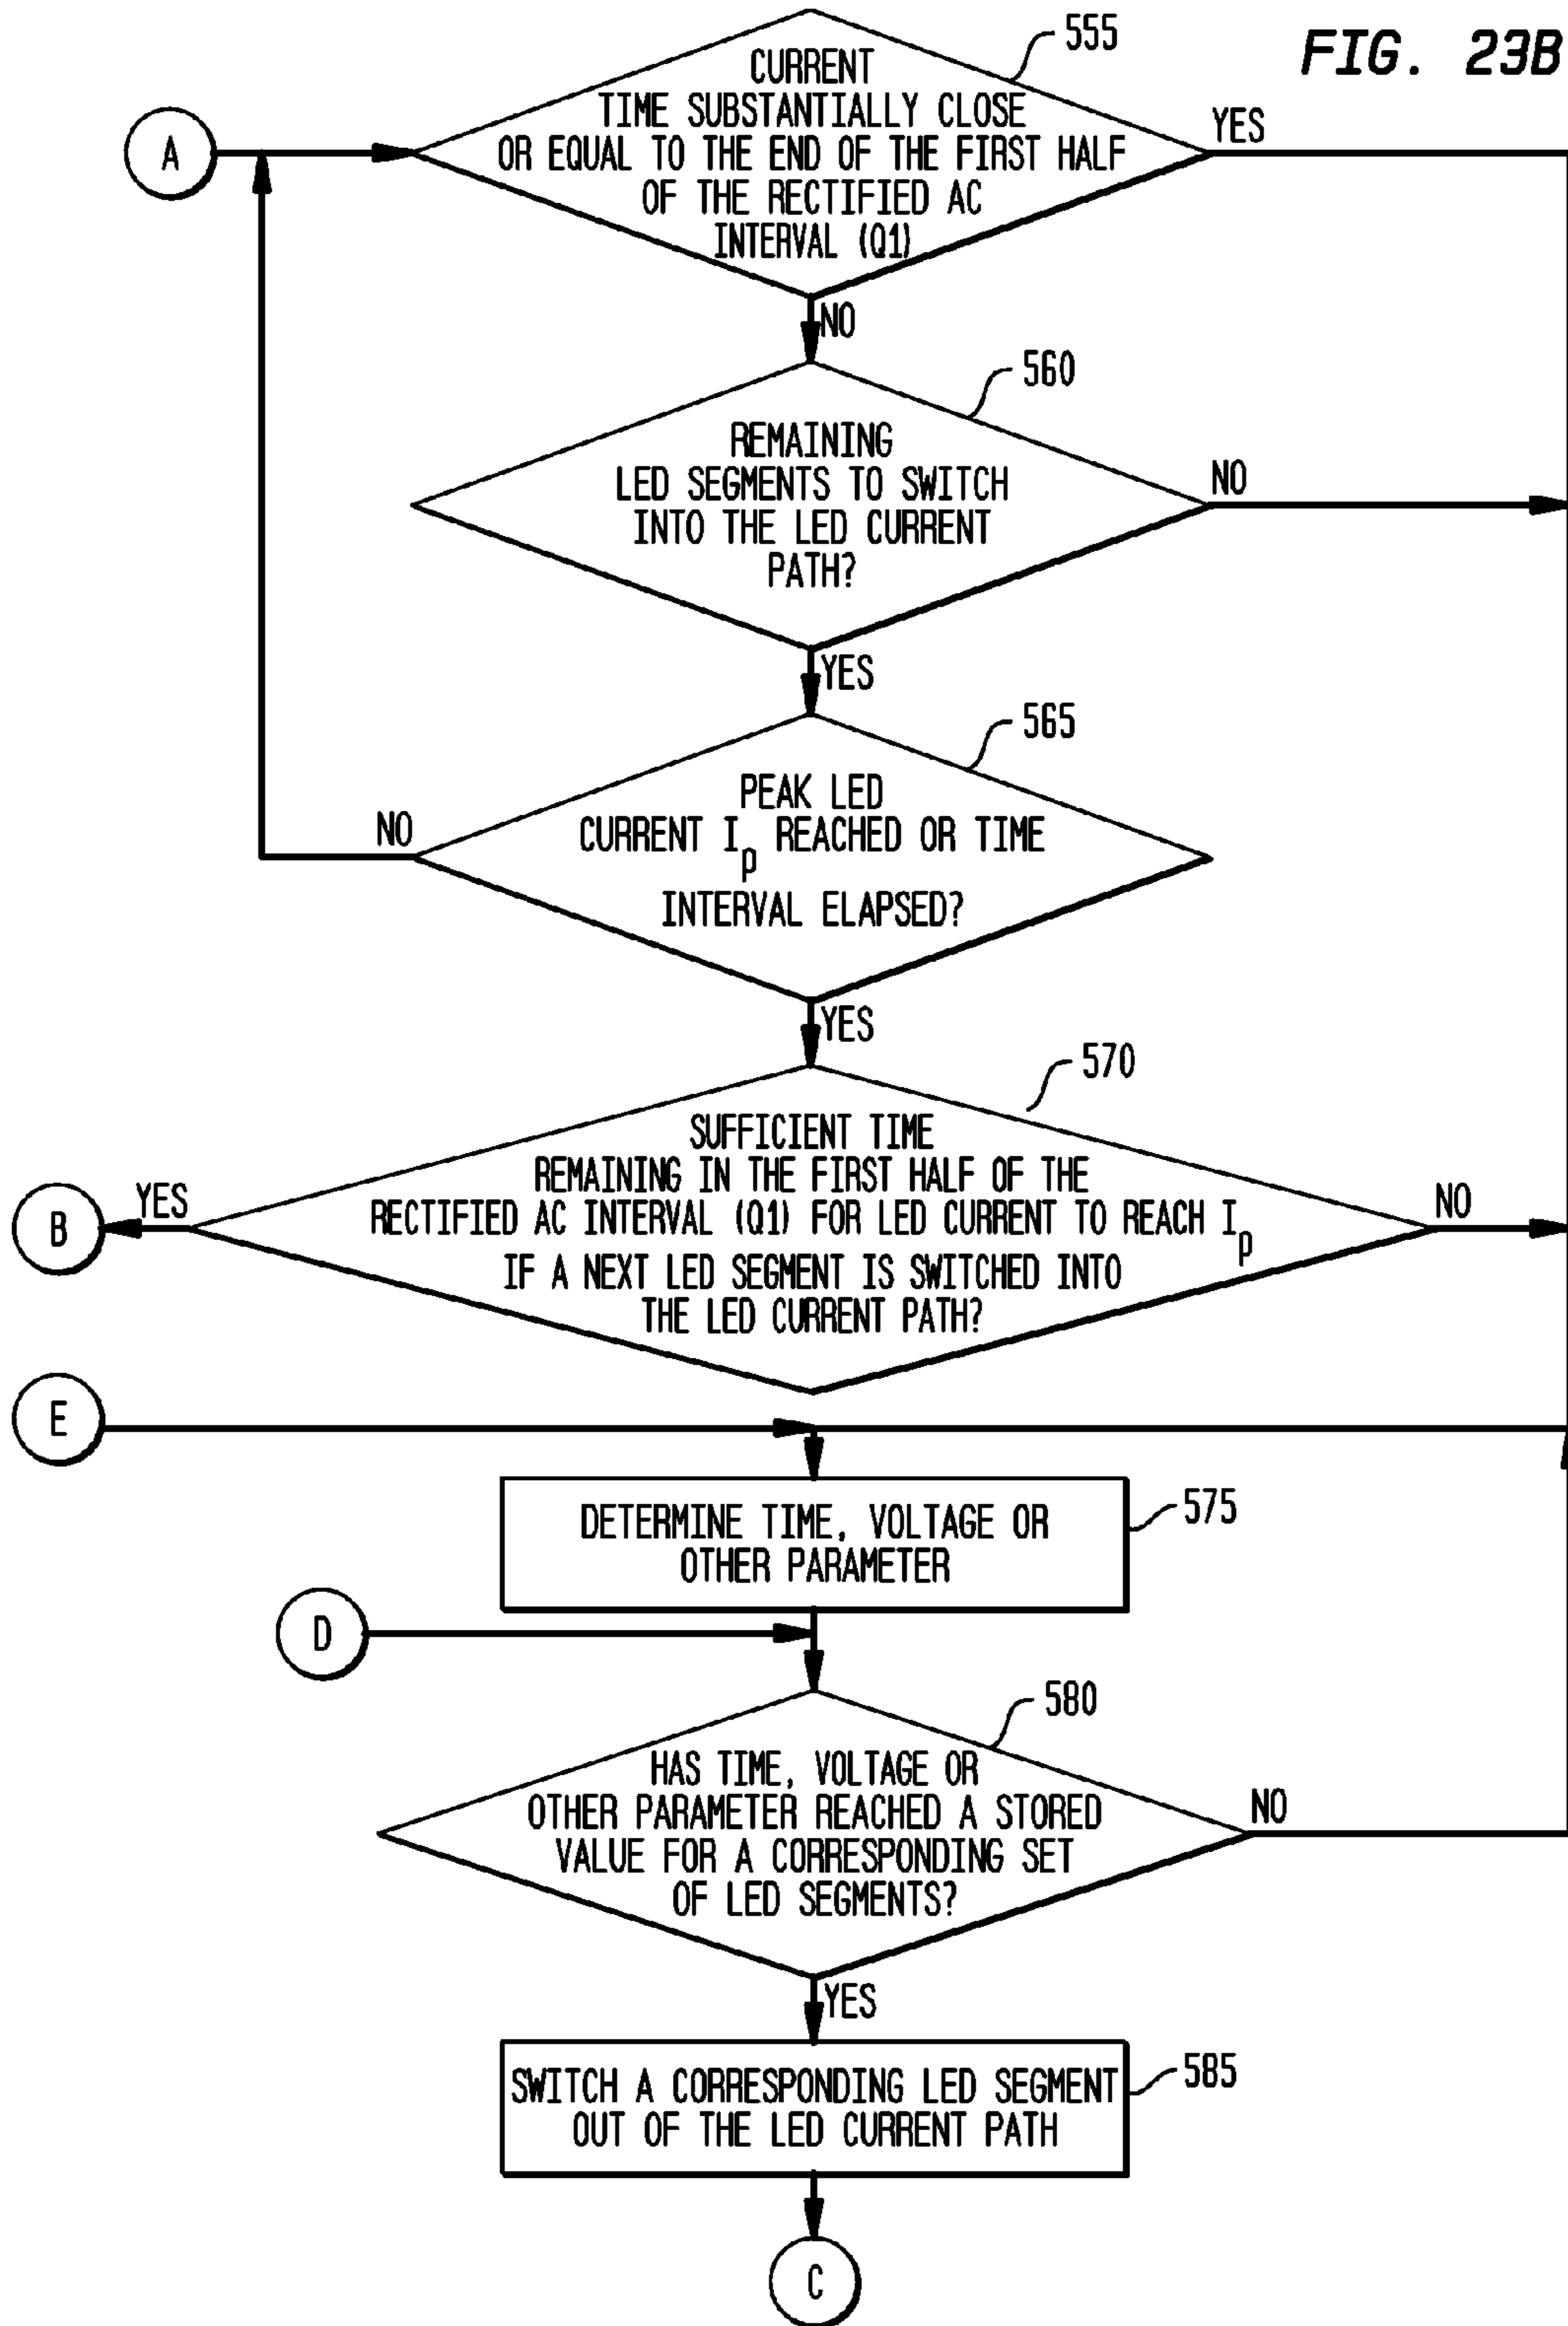 FIG. 23B
555
A
CURRENT
TIME SUBSTANTIALLY CLOSE
OR EQUAL TO THE END OF THE FIRST HALF
OF THE RECTIFIED AC
INTERVAL (Q1)
YES
NO
560
REMAINING
LED SEGMENTS TO SWITCH
INTO THE LED CURRENT
PATH?
NO
YES
565
PEAK LED
CURRENT Ip REACHED OR TIME
INTERVAL ELAPSED?
NO
YES
570
SUFFICIENT TIME
REMAINING IN THE FIRST HALF OF THE
RECTIFIED AC INTERVAL (Q1) FOR LED CURRENT TO REACH Ip
IF A NEXT LED SEGMENT IS SWITCHED INTO
THE LED CURRENT PATH?
YES
B
NO
E
DETERMINE TIME, VOLTAGE OR
OTHER PARAMETER
575
D
580
HAS TIME, VOLTAGE OR
OTHER PARAMETER REACHED A STORED
VALUE FOR A CORRESPONDING SET
OF LED SEGMENTS?
NO
YES
SWITCH A CORRESPONDING LED SEGMENT
OUT OF THE LED CURRENT PATH
585
C